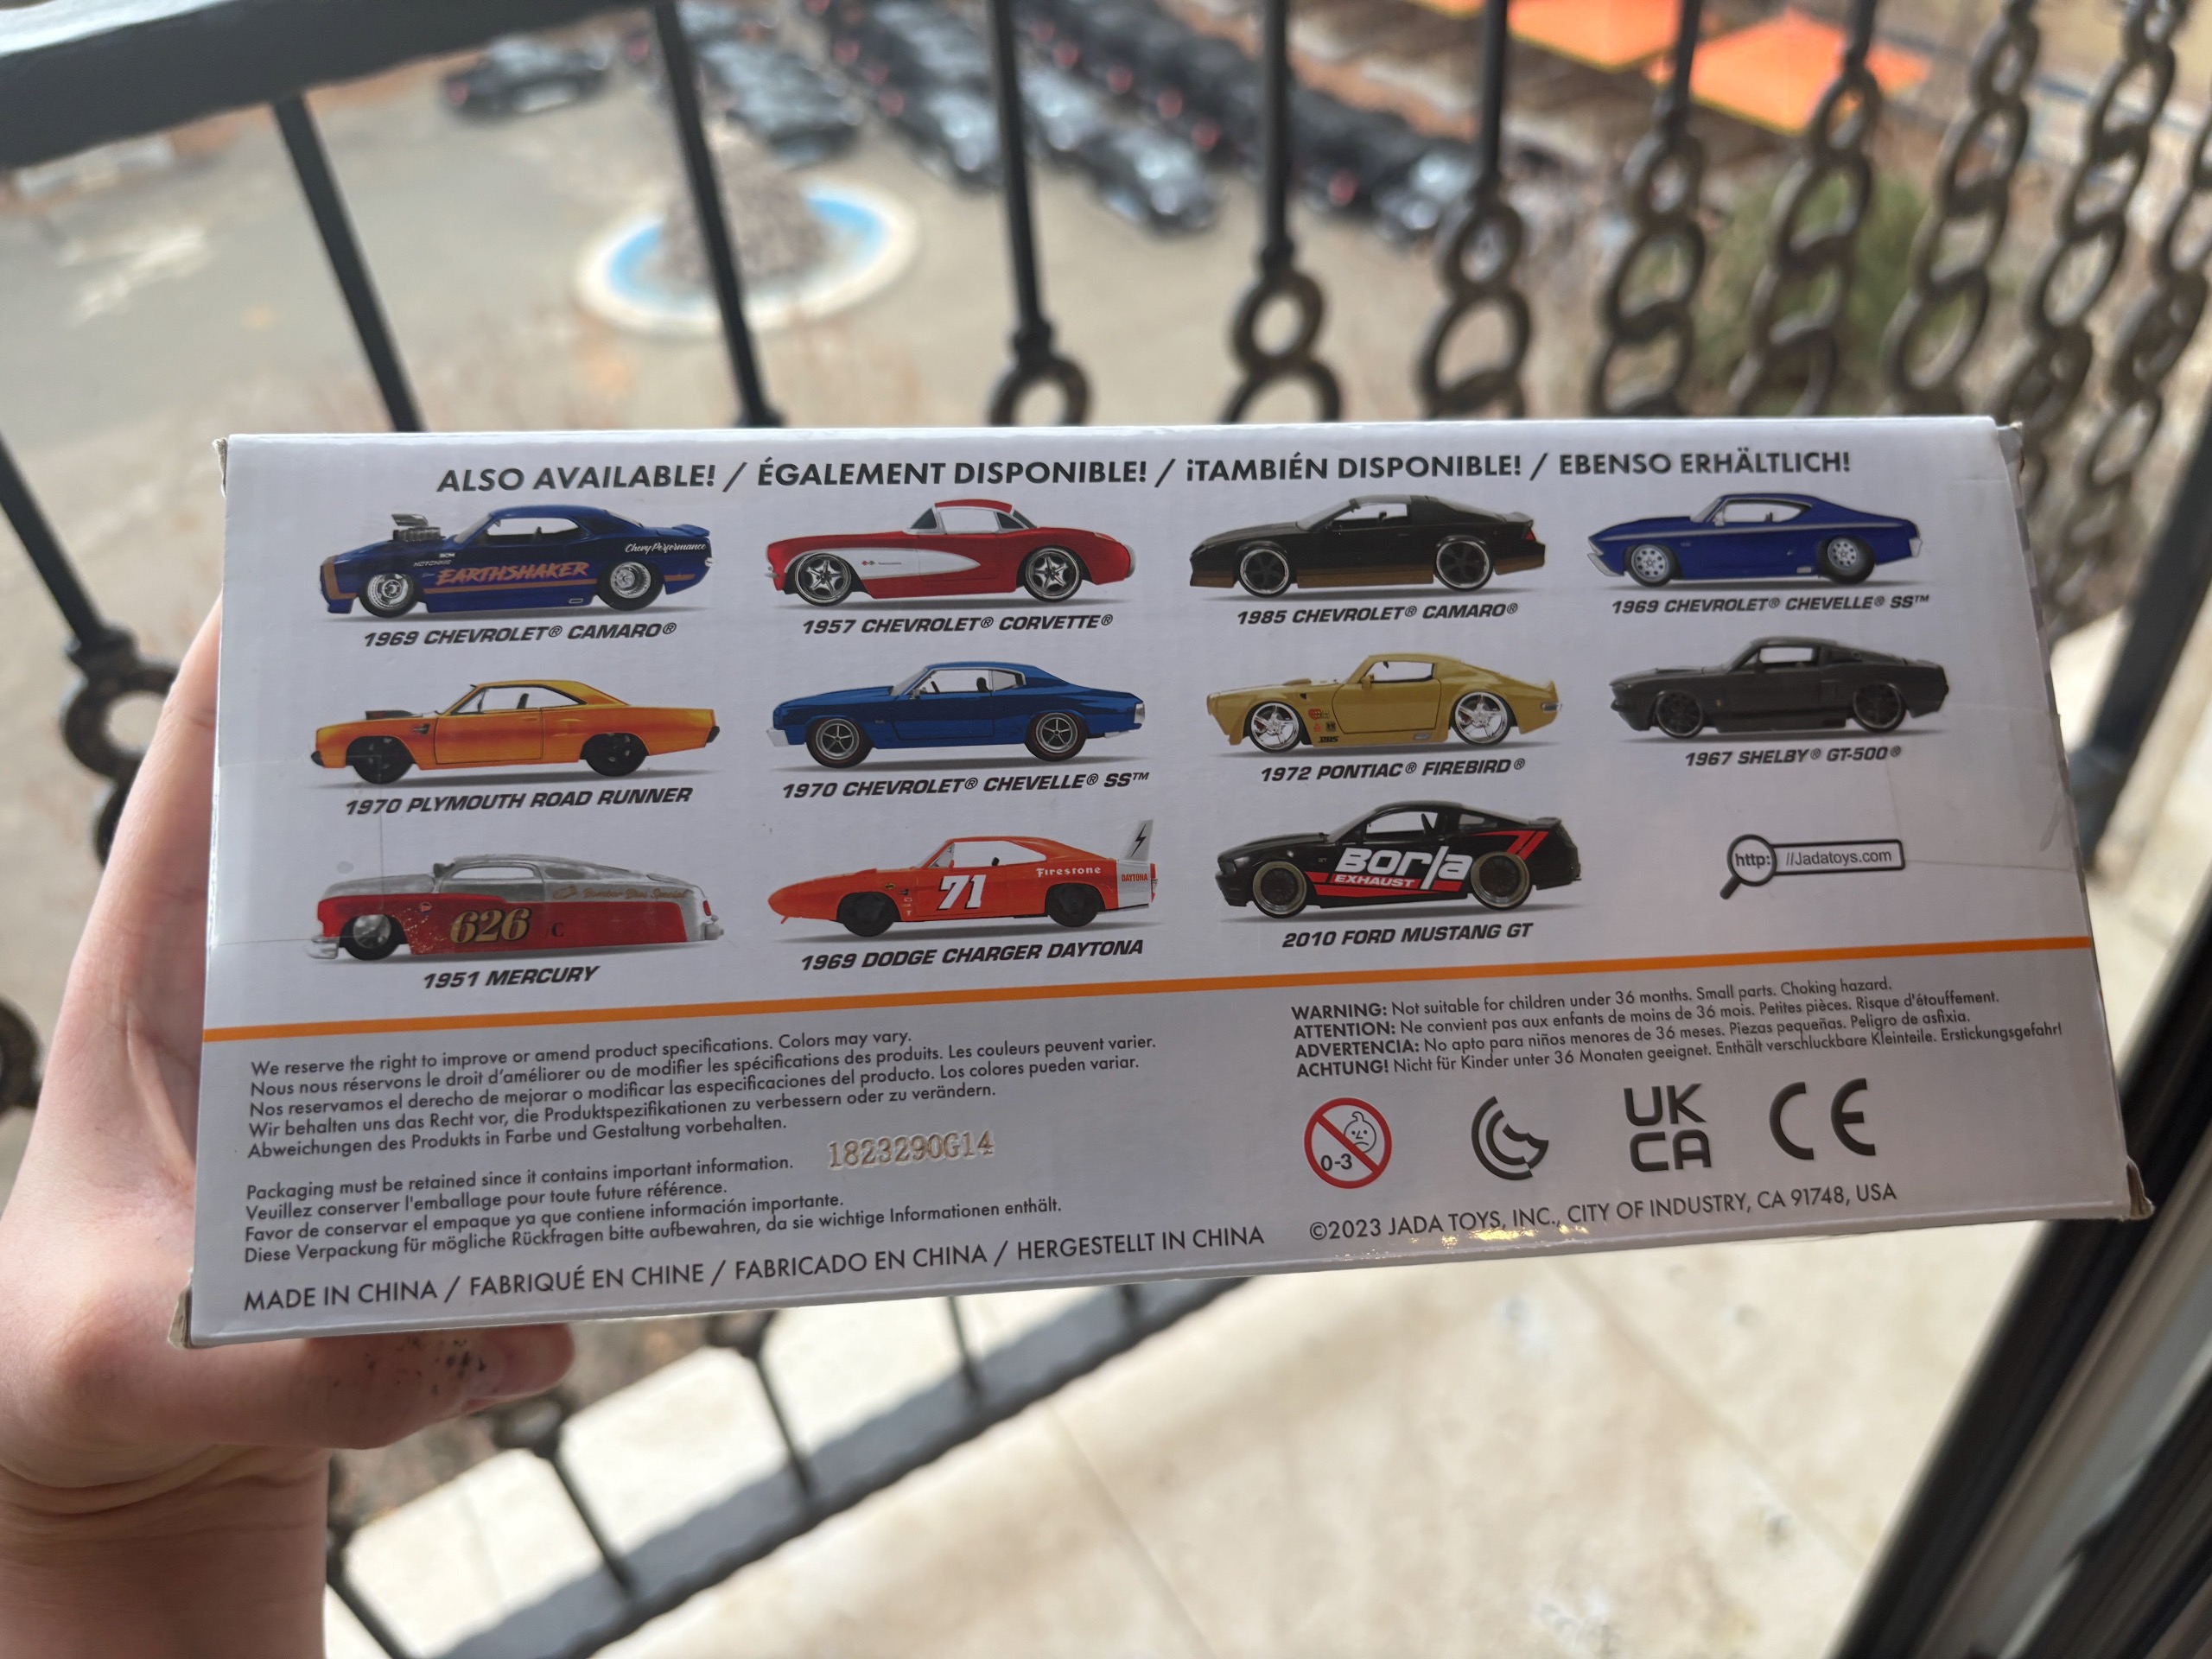 ALSO AVAILABLE! / ÉGALEMENT DISPONIBLE! / ¡TAMBIÉN DISPONIBLE! / EBENSO ERHÄLTLICH!
Chevy Performance
EARTHSHAKER
1969 CHEVROLET® CAMARO®
1957 CHEVROLET® CORVETTE®
1985 CHEVROLET® CAMARO®
1969 CHEVROLET® CHEVELLE® SS™
1970 PLYMOUTH ROAD RUNNER
1970 CHEVROLET® CHEVELLE® SS™
1972 PONTIAC® FIREBIRD®
1967 SHELBY® GT-500®
626 /C
1951 MERCURY
71
Firestone
DAYTONA
1969 DODGE CHARGER DAYTONA
Borla
EXHAUST
2010 FORD MUSTANG GT
http: //Jadatoys.com
We reserve the right to improve or amend product specifications. Colors may vary.
Nous nous réservons le droit d'améliorer ou de modifier les spécifications des produits. Les couleurs peuvent varier.
Nos reservamos el derecho de mejorar o modificar las especificaciones del producto. Los colores pueden variar.
Wir behalten uns das Recht vor, die Produktspezifikationen zu verbessern oder zu verändern.
Abweichungen des Produkts in Farbe und Gestaltung vorbehalten.
1823290G14
Packaging must be retained since it contains important information.
Veuillez conserver l'emballage pour toute future référence.
Favor de conservar el empaque ya que contiene información importante.
Diese Verpackung für mögliche Rückfragen bitte aufbewahren, da sie wichtige Informationen enthält.
MADE IN CHINA / FABRIQUÉ EN CHINE / FABRICADO EN CHINA / HERGESTELLT IN CHINA
WARNING: Not suitable for children under 36 months. Small parts. Choking hazard.
ATTENTION: Ne convient pas aux enfants de moins de 36 mois. Petites pièces. Risque d'étouffement.
ADVERTENCIA: No apto para niños menores de 36 meses. Piezas pequeñas. Peligro de asfixia.
ACHTUNG! Nicht für Kinder unter 36 Monaten geeignet. Enthält verschluckbare Kleinteile. Erstickungsgefahr!
0-3
UK
CA
CE
©2023 JADA TOYS, INC., CITY OF INDUSTRY, CA 91748, USA